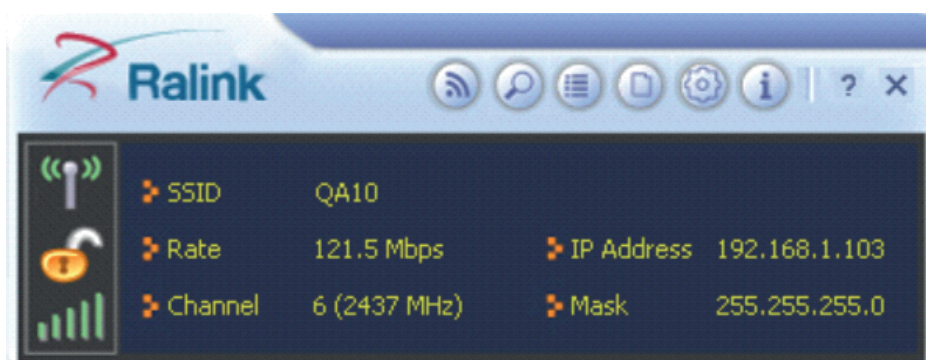 Ralink
? X
SSID QA10
Rate 121.5 Mbps IP Address 192.168.1.103
Channel 6 (2437 MHz) Mask 255.255.255.0